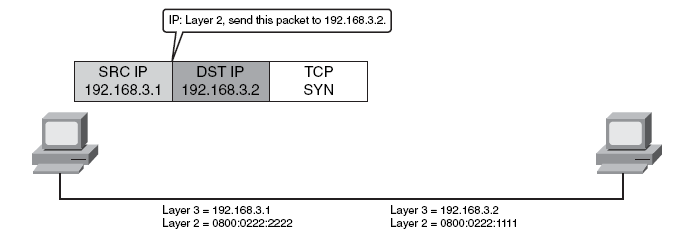 IP: Layer 2, send this packet to 192.168.3.2.
SRC IP DST IP TCP
192.168.3.1 192.168.3.2 SYN
Layer 3 = 192.168.3.1 Layer 3 = 192.168.3.2
Layer 2 = 0800:0222:2222 Layer 2 = 0800:0222:1111